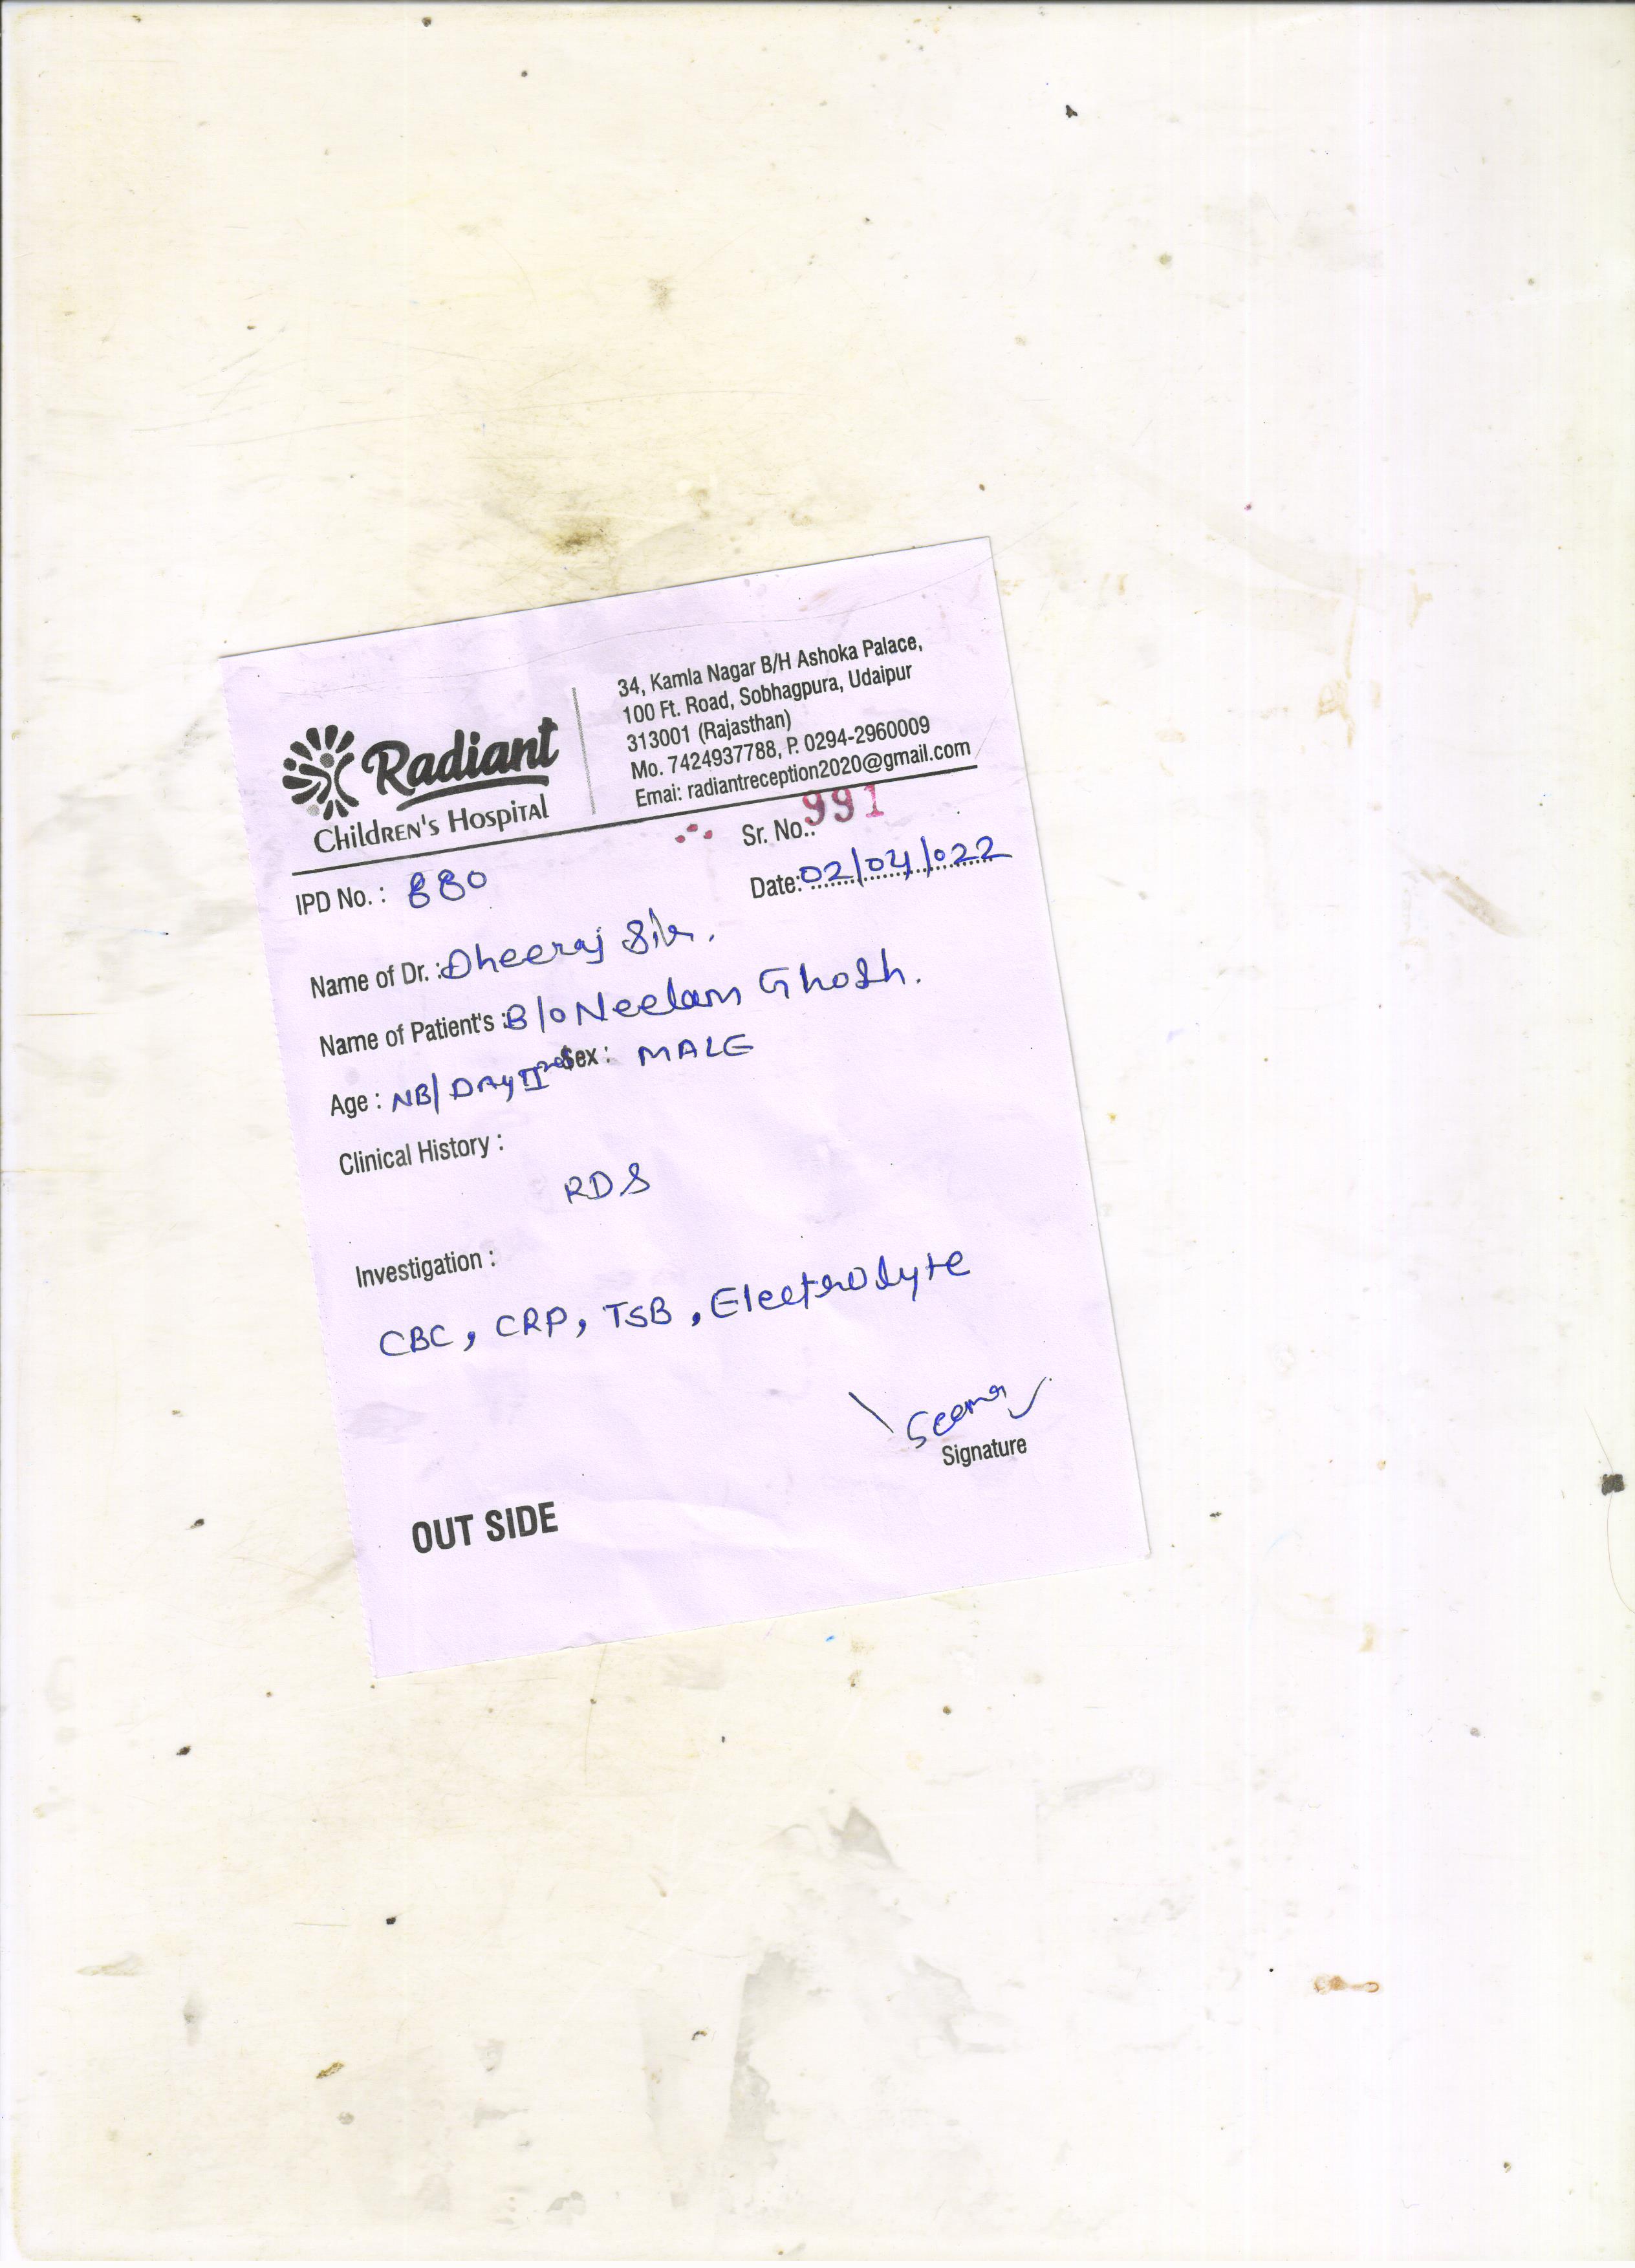 Radiant
Children's Hospital
34, Kamla Nagar B/H Ashoka Palace,
100 Ft. Road, Sobhagpura, Udaipur
313001 (Rajasthan)
Mo. 7424937788, P. 0294-2960009
Emai: radiantreception2020@gmail.com
Sr. No.: 991
IPD No. : 880
Date: 02/04/022
Name of Dr. : Dheeraj Sir.
Name of Patient's : B/o Neelam Ghosh.
Age : NB/DAy IInd Sex : MALE
Clinical History :
RDS
Investigation :
CBC, CRP, TSB, Electrolyte
Seema
Signature
OUT SIDE